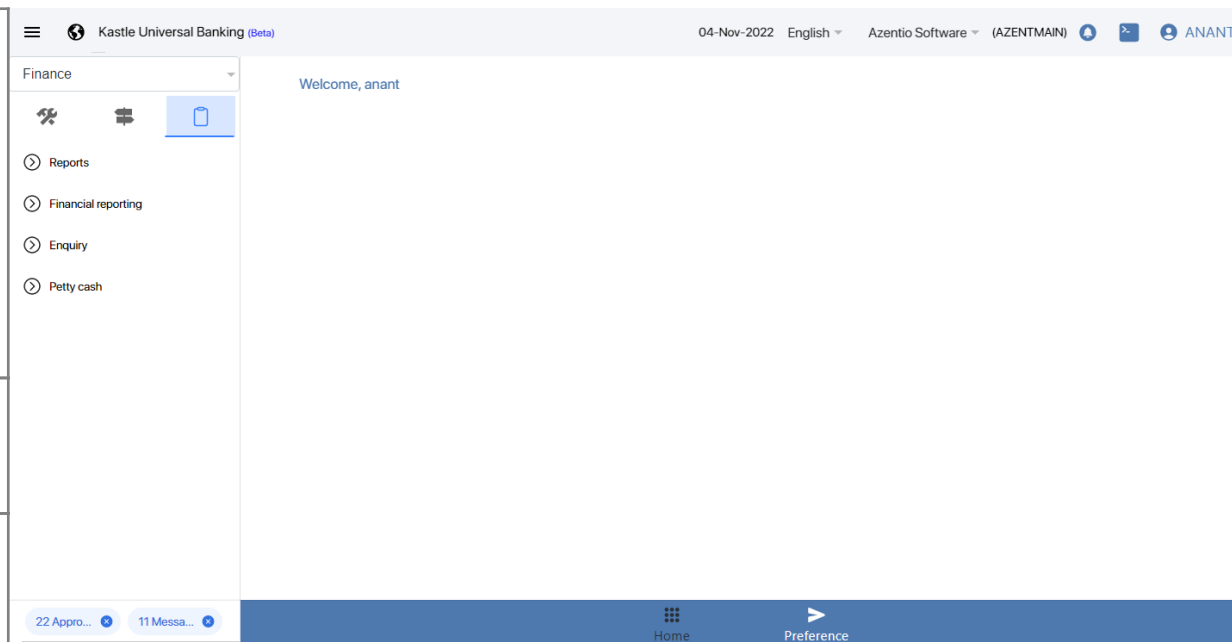 Kastle Universal Banking (Beta)
04-Nov-2022 English Azentio Software (AZENTMAIN) ANANT
Finance
Welcome, anant
Reports
Financial reporting
Enquiry
Petty cash
22 Appro... 11 Messa...
Home Preference